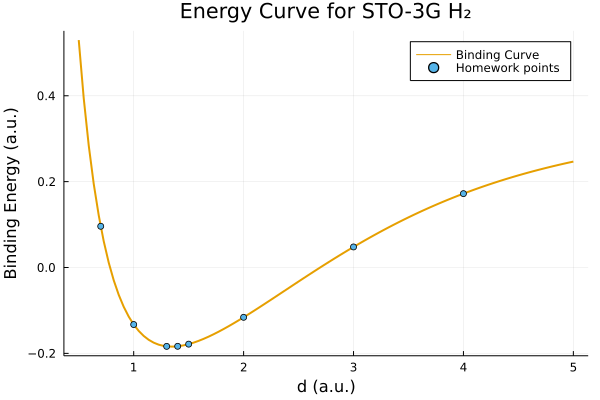 Energy Curve for STO-3G H₂
Binding Curve
Homework points
Binding Energy (a.u.)
0.4
0.2
0.0
−0.2
1
2
3
4
5
d (a.u.)